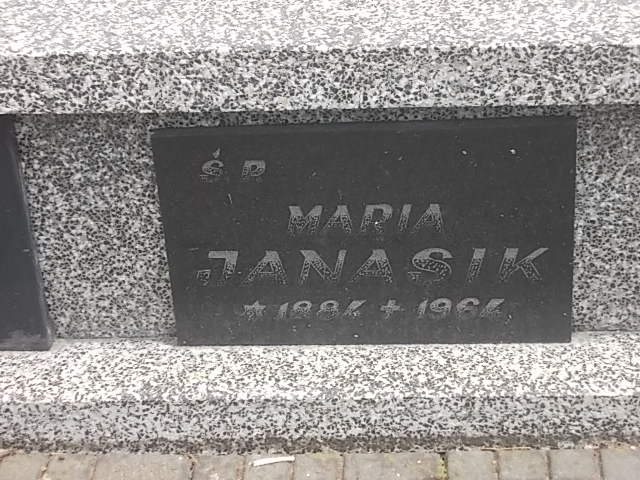 Ś P.
MARIA
JANASIK
* 1884 + 1964